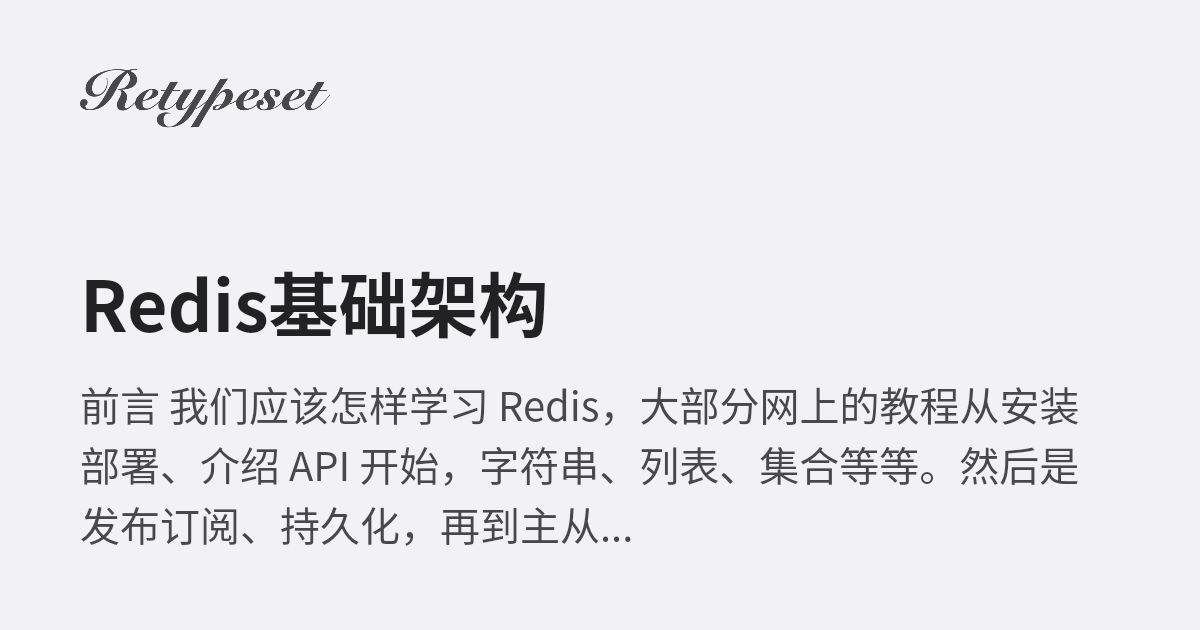 Retypeset
Redis基础架构
前言 我们应该怎样学习 Redis，大部分网上的教程从安装
部署、介绍 API 开始，字符串、列表、集合等等。然后是
发布订阅、持久化，再到主从...